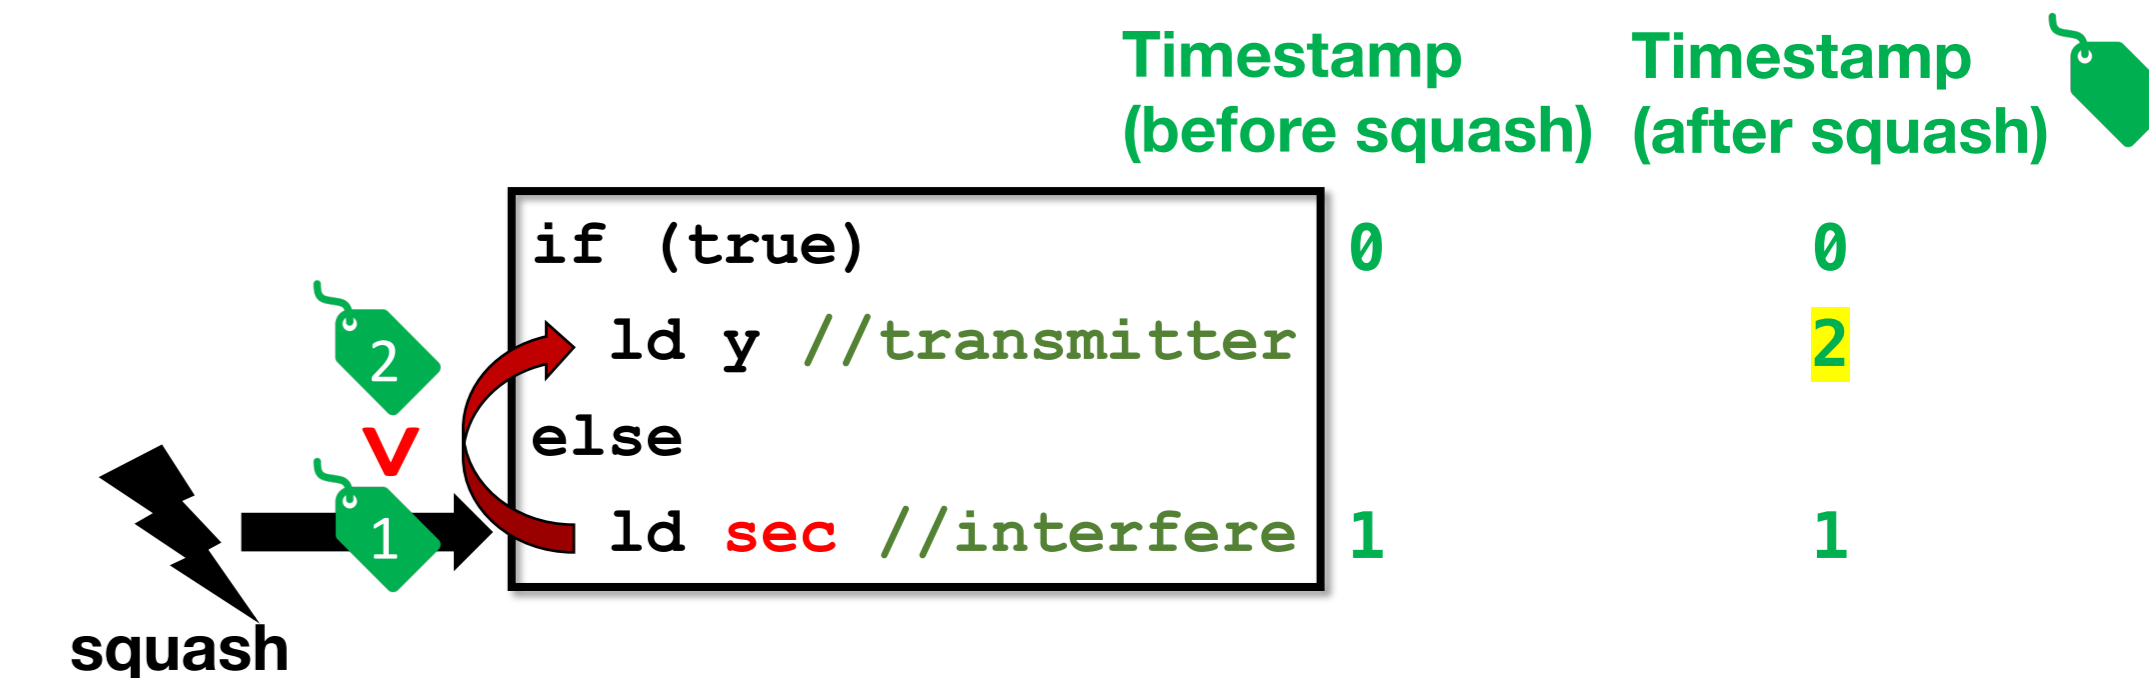 Timestamp (before squash)
Timestamp (after squash)
if (true) 0 0
2
ld y //transmitter 2
V
else
1
ld sec //interfere 1 1
squash